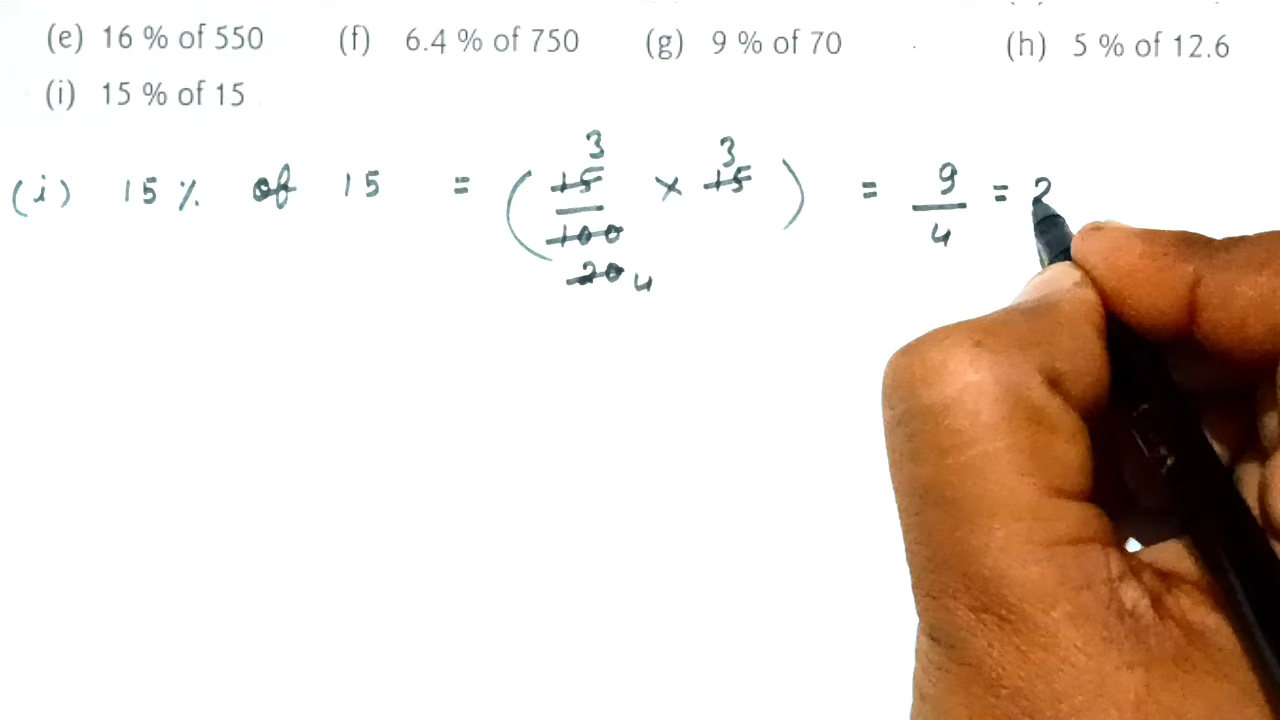 (e) 16 % of 550 (f) 6.4 % of 750 (g) 9 % of 70 (h) 5 % of 12.6
(i) 15 % of 15
3 3
(i) 15 % of 15 = ( 15 × 15 ) = 9 = 2
100 4
20 4